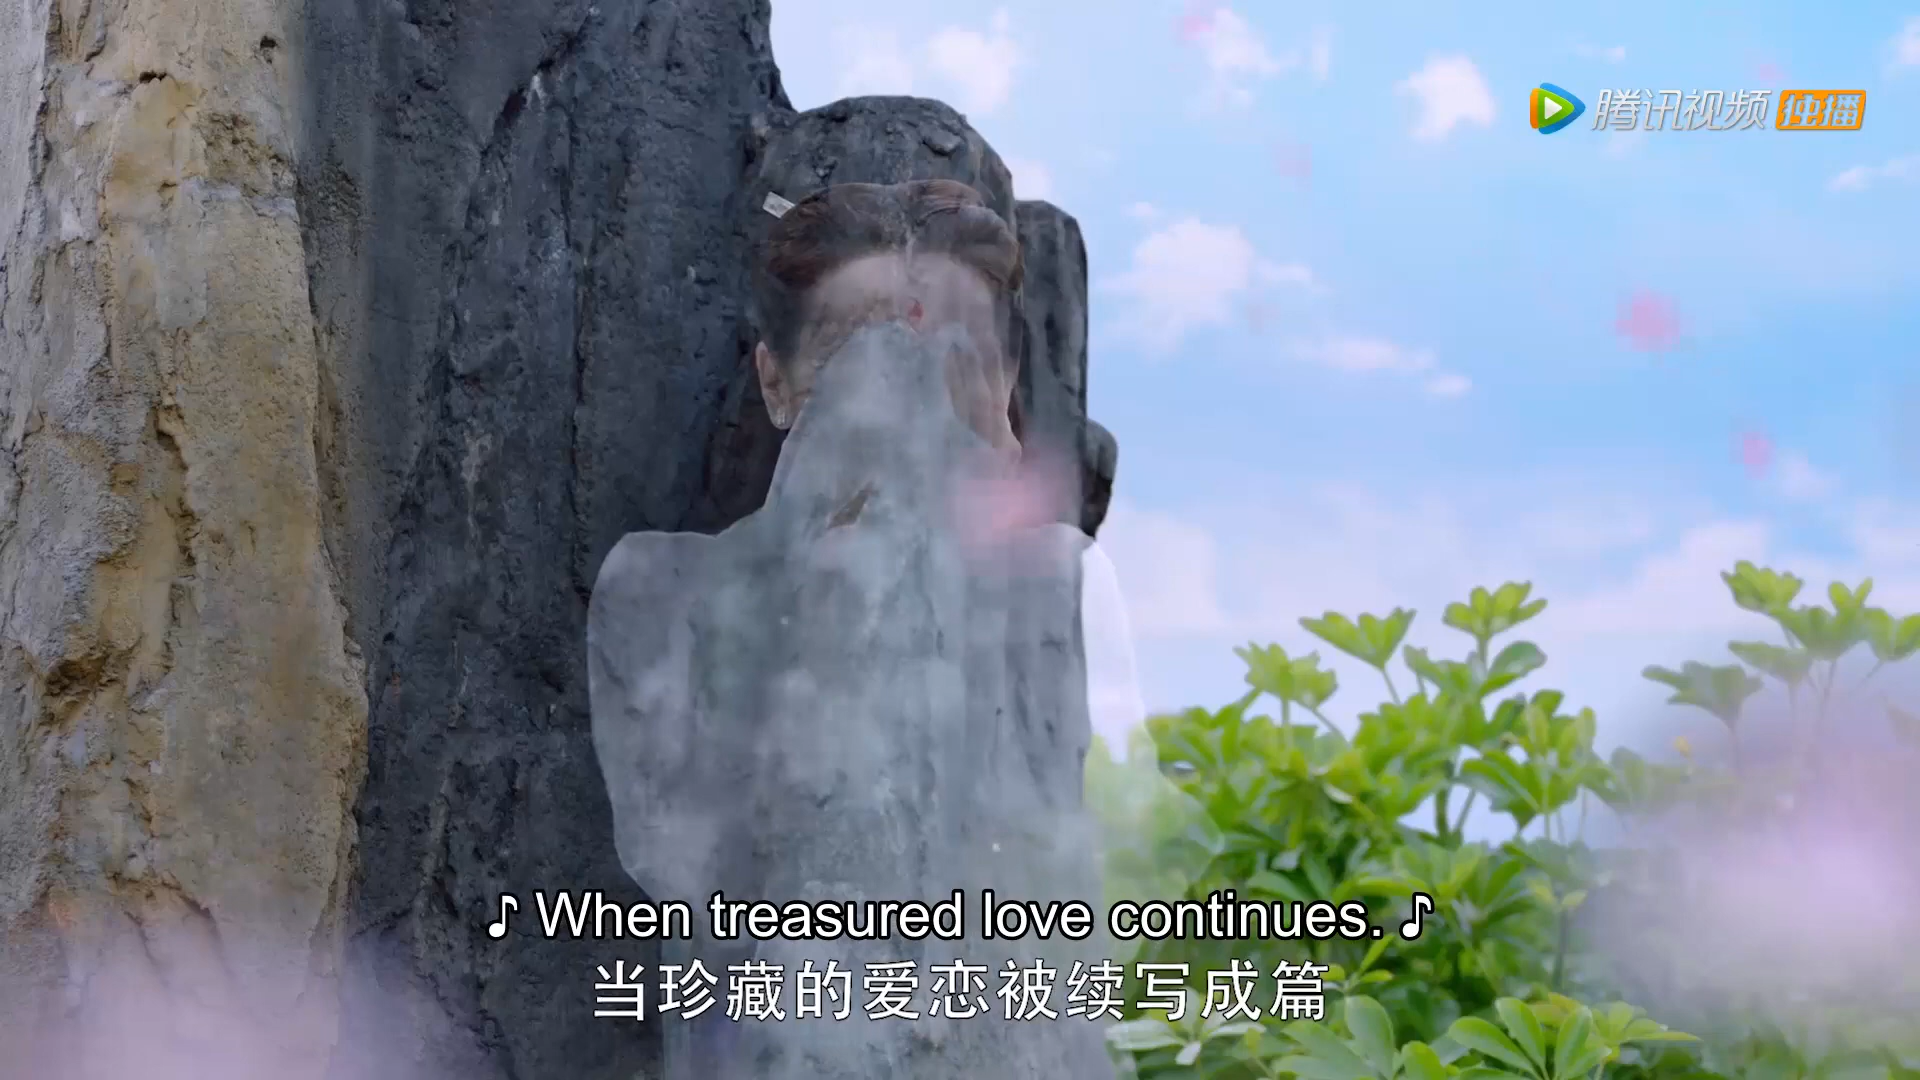 腾讯视频 独播
♪ When treasured love continues. ♪
当珍藏的爱恋被续写成篇